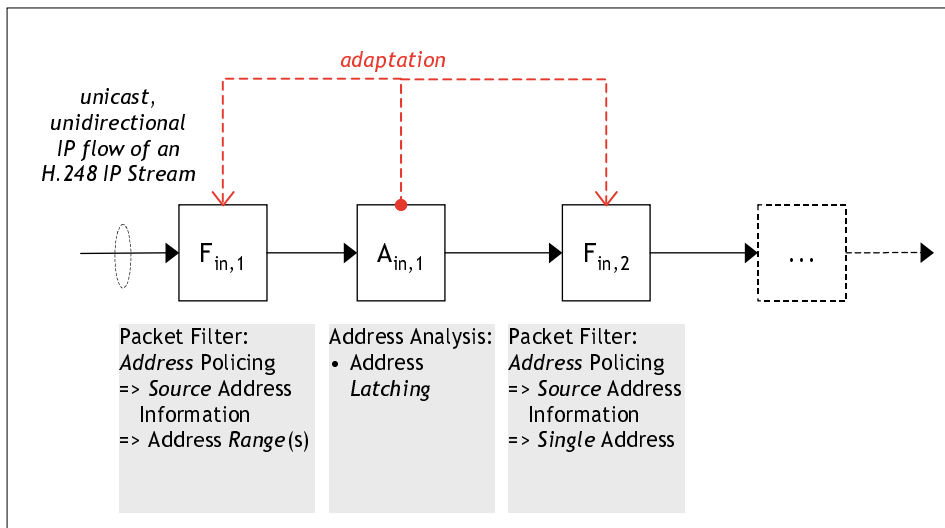 adaptation
unicast,
unidirectional
IP flow of an
H.248 IP Stream
F in,1
A in,1
F in,2
...
Packet Filter:
Address Policing
=> Source Address
Information
=> Address Range(s)
Address Analysis:
• Address
Latching
Packet Filter:
Address Policing
=> Source Address
Information
=> Single Address